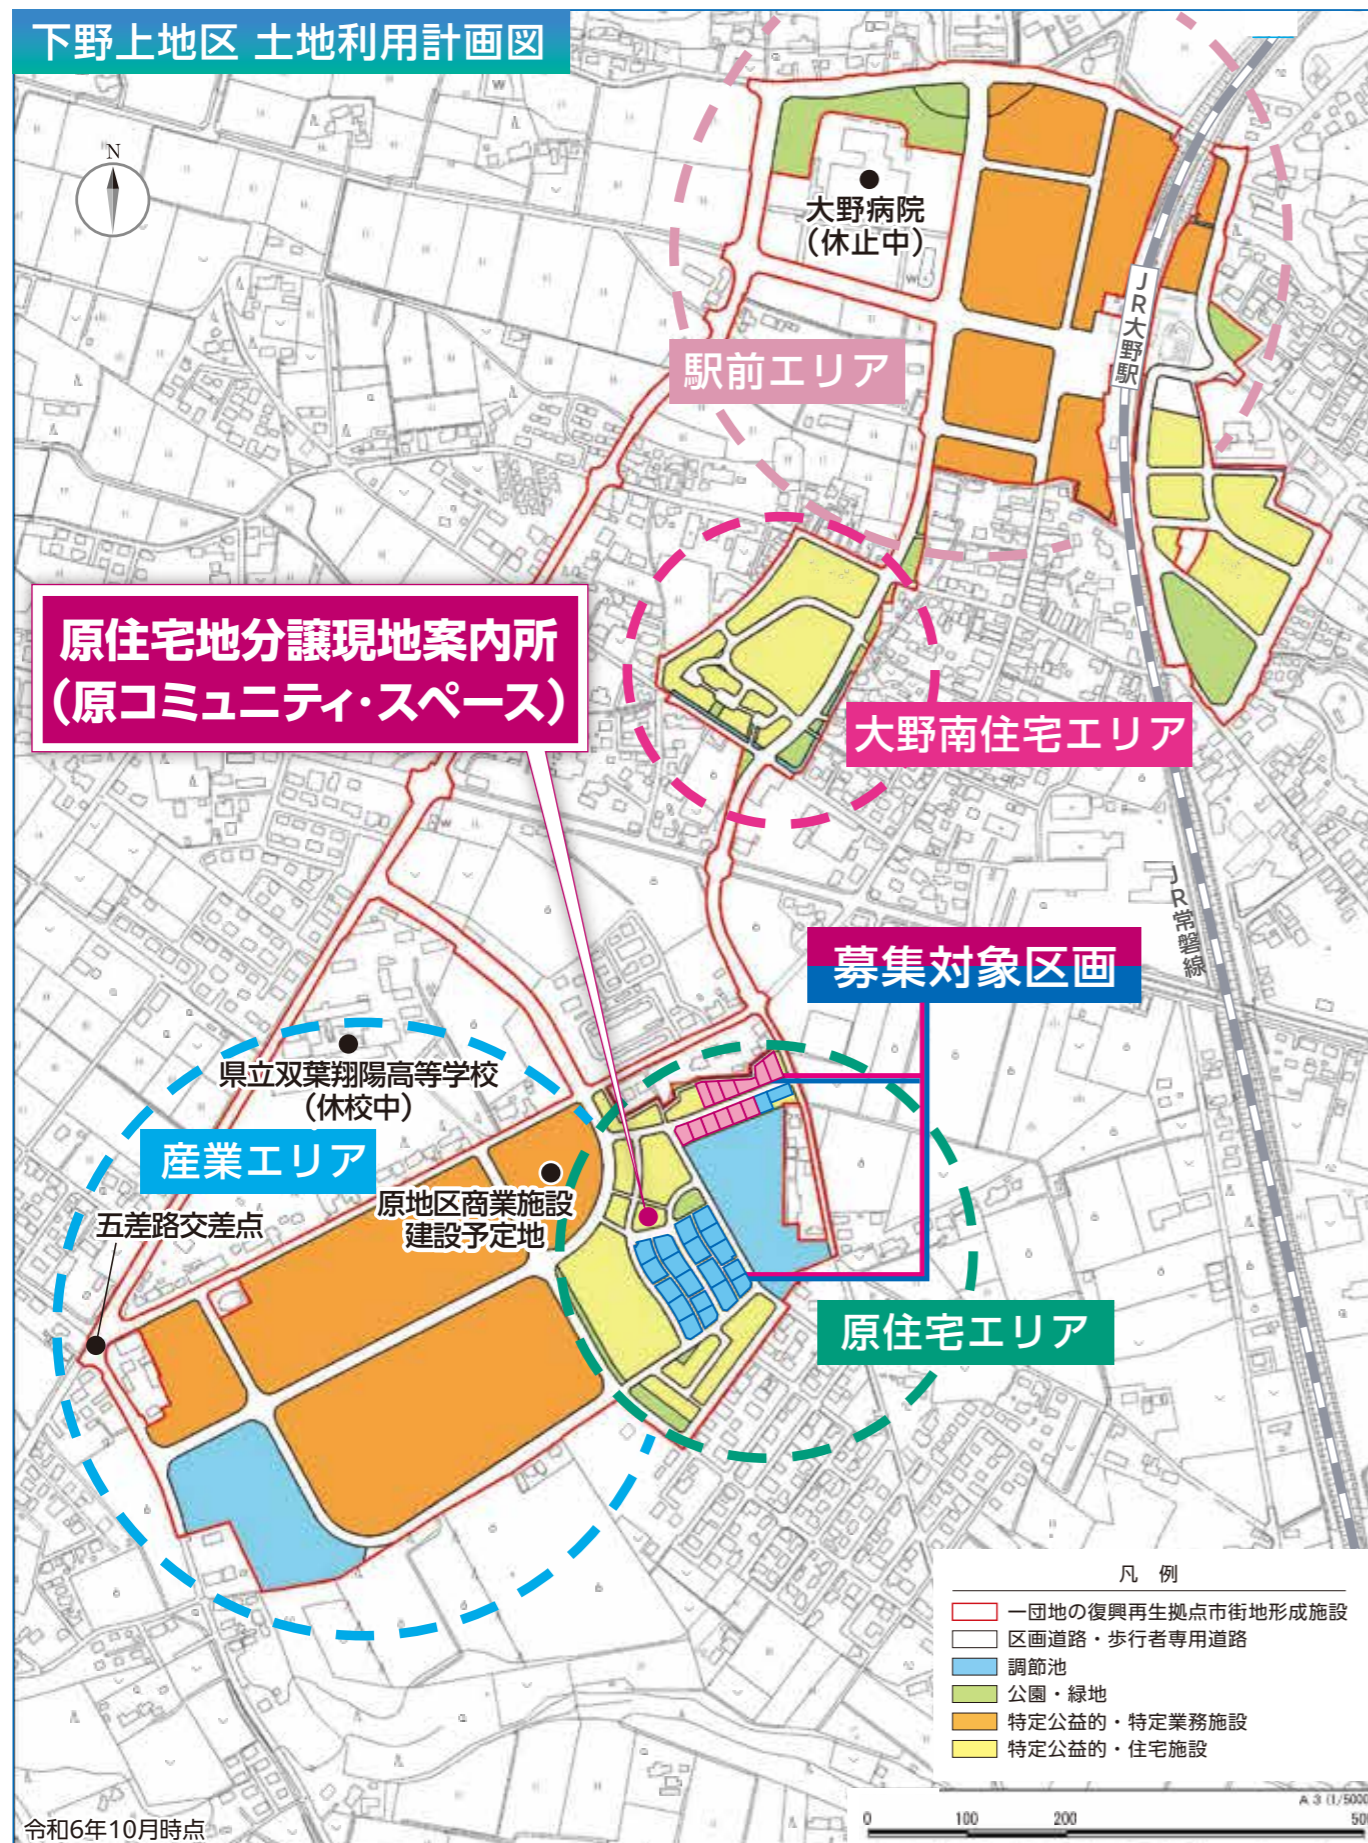 下野上地区 土地利用計画図
N
大野病院
（休止中）
JR大野駅
駅前エリア
原住宅地分譲現地案内所
（原コミュニティ・スペース）
大野南住宅エリア
JR常磐線
募集対象区画
県立双葉翔陽高等学校
（休校中）
産業エリア
原地区商業施設
建設予定地
五差路交差点
原住宅エリア
凡 例
一団地の復興再生拠点市街地形成施設
区画道路・歩行者専用道路
調節池
公園・緑地
特定公益的・特定業務施設
特定公益的・住宅施設
A 3 (1/5000
0 100 200 50
令和6年10月時点